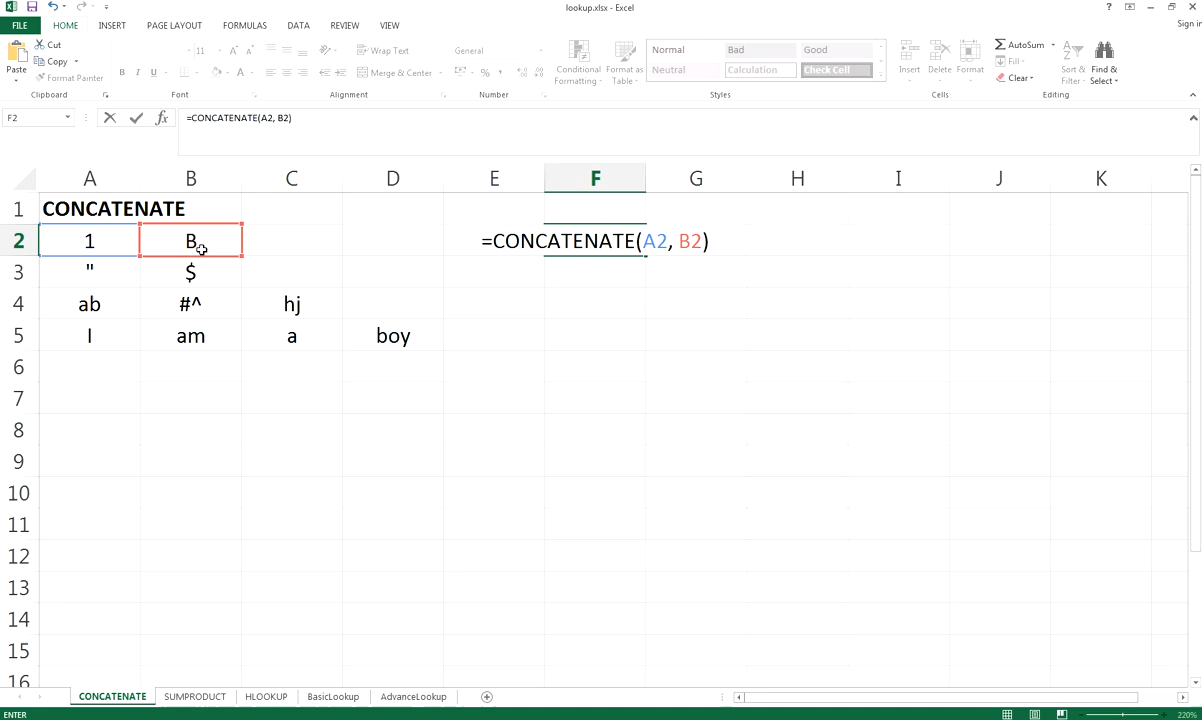 lookup.xlsx - Excel
?
FILE HOME INSERT PAGE LAYOUT FORMULAS DATA REVIEW VIEW Sign in
Paste
Cut
Copy
Format Painter
Clipboard
11 A A
B I U A
Font
Wrap Text
Merge & Center
Alignment
General
%
Number
Conditional Formatting
Format as Table
Normal Bad Good
Neutral Calculation Check Cell
Styles
Insert Delete Format
Cells
AutoSum
Fill
Clear
Sort & Filter
Find & Select
Editing
F2 fx =CONCATENATE(A2, B2)
A B C D E F G H I J K
1 CONCATENATE
2 1 B =CONCATENATE(A2, B2)
3 " $
4 ab #^ hj
5 I am a boy
6
7
8
9
10
11
12
13
14
15
16
CONCATENATE SUMPRODUCT HLOOKUP BasicLookup AdvanceLookup
ENTER 220%